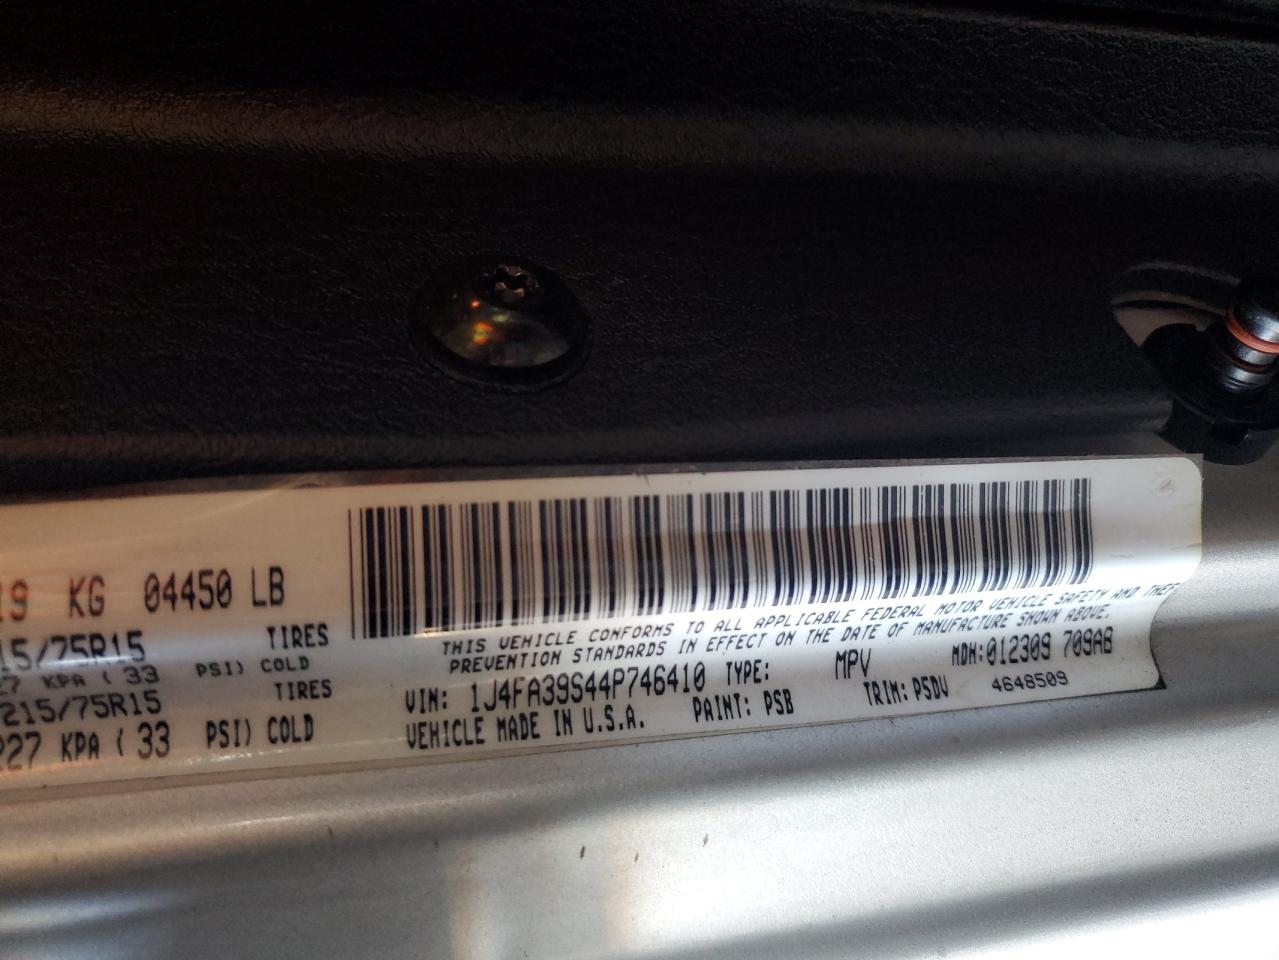 19 KG 04450 LB
15/75R15 TIRES
27 KPA ( 33 PSI) COLD
215/75R15 TIRES
227 KPA ( 33 PSI) COLD
THIS VEHICLE CONFORMS TO ALL APPLICABLE FEDERAL MOTOR VEHICLE SAFETY AND THEFT
PREVENTION STANDARDS IN EFFECT ON THE DATE OF MANUFACTURE SHOWN ABOVE.
VIN: 1J4FA39S44P746410 TYPE: MPV MDH:012309 709AB
VEHICLE MADE IN U.S.A. PAINT: PSB TRIM: PSDV 4648509